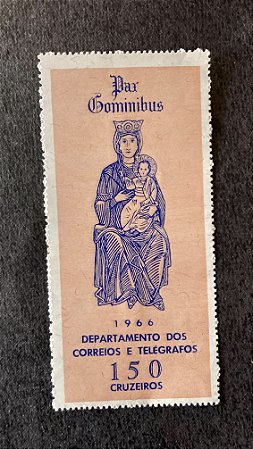 Pax
Hominibus
1966
DEPARTAMENTO DOS
CORREIOS E TELÉGRAFOS
150
CRUZEIROS